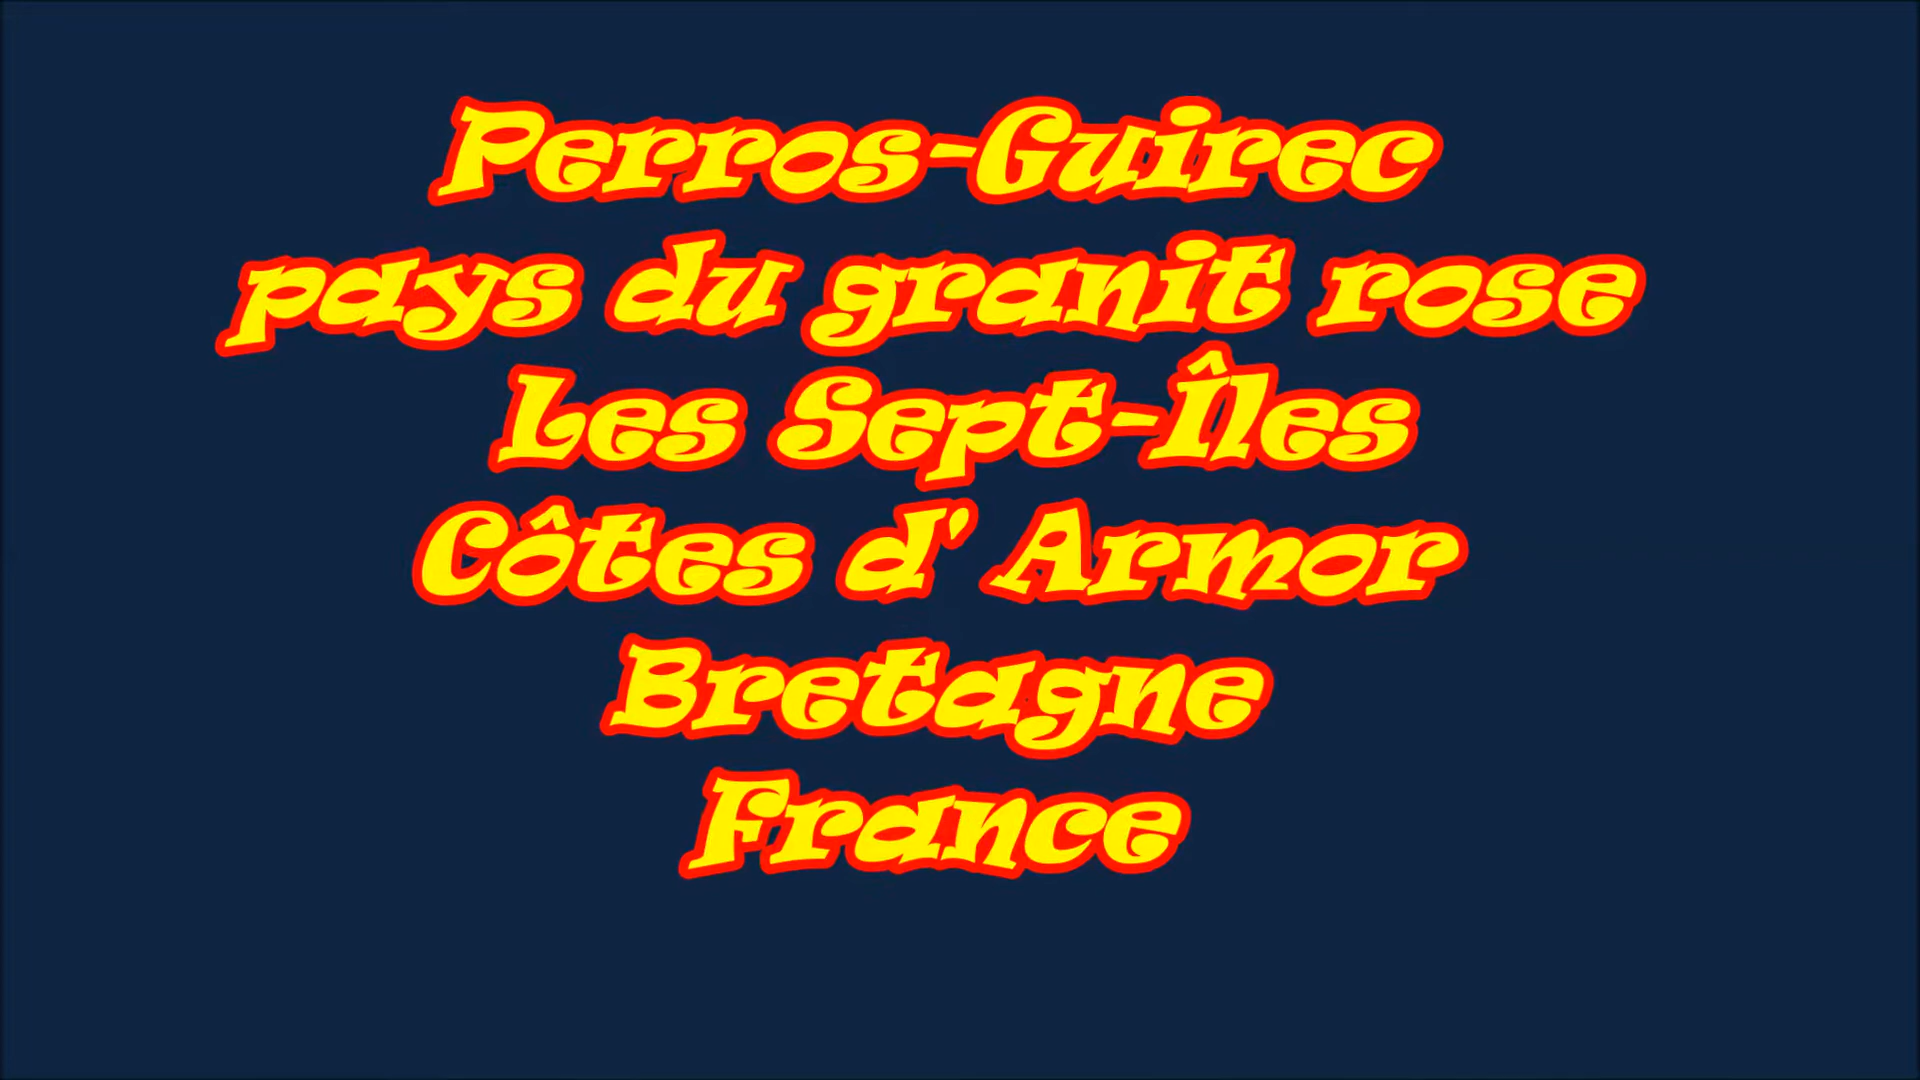 Perros-Guirec
pays du granit rose
Les Sept-Îles
Côtes d' Armor
Bretagne
France